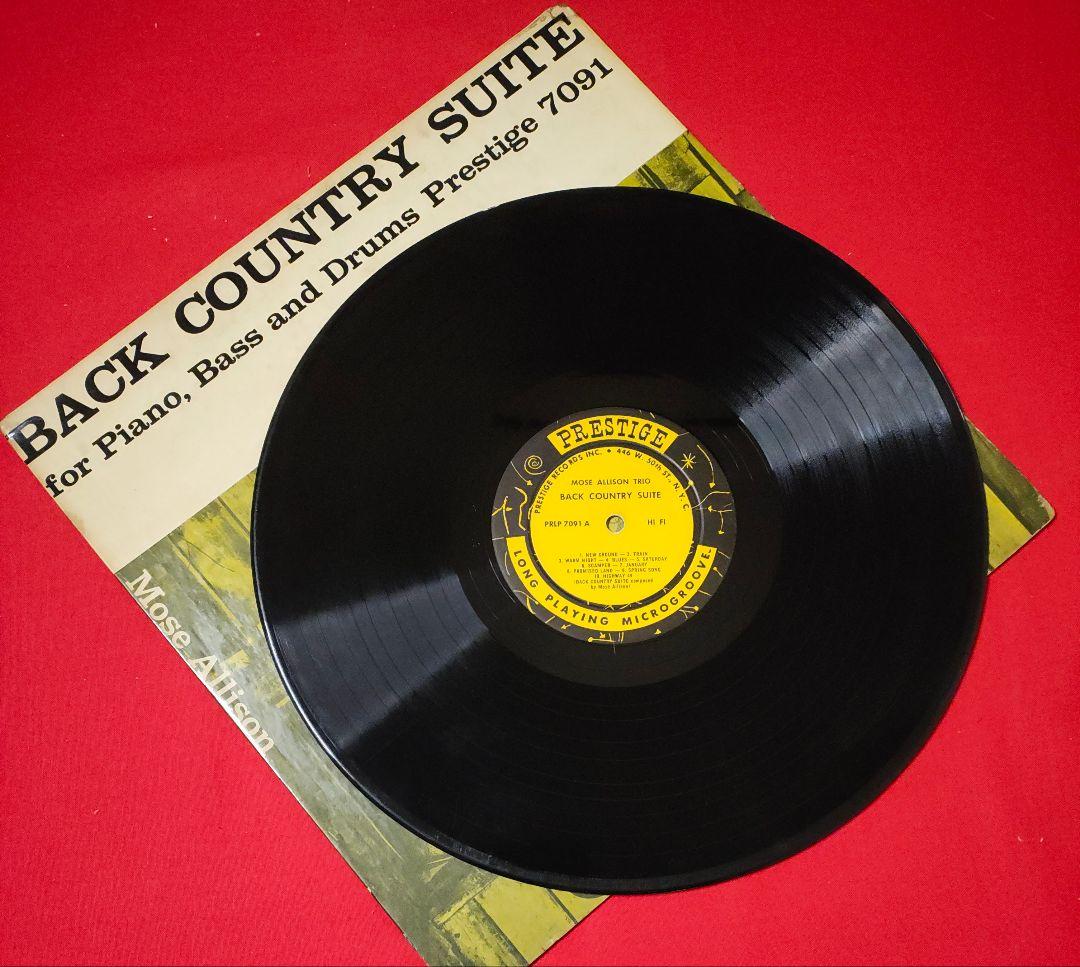 BACK COUNTRY SUITE
for Piano, Bass and Drums Prestige 7091
Mose Allison
PRESTIGE
PRESTIGE RECORDS INC. • 446 W. 50th ST., N.Y.C.
MOSE ALLISON TRIO
BACK COUNTRY SUITE
PRLP 7091 A
HI FI
1. NEW GROUND — 2. TRAIN
3. WARM NIGHT — 4. BLUES — 5. SATURDAY
6. SCAMPER — 7. JANUARY
8. PROMISED LAND — 9. SPRING SONG
10. HIGHWAY 49
(BACK COUNTRY SUITE composed
by Mose Allison)
LONG PLAYING MICROGROOVE